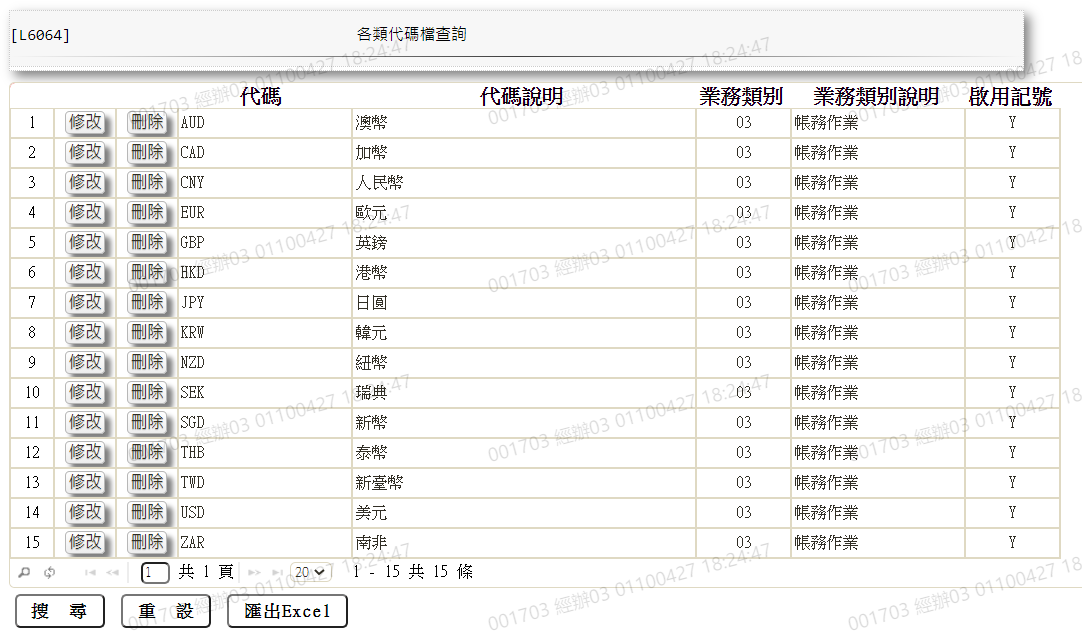 [L6064] 各類代碼檔查詢
代碼 代碼說明 業務類別 業務類別說明 啟用記號
1 修改 刪除 AUD 澳幣 03 帳務作業 Y
2 修改 刪除 CAD 加幣 03 帳務作業 Y
3 修改 刪除 CNY 人民幣 03 帳務作業 Y
4 修改 刪除 EUR 歐元 03 帳務作業 Y
5 修改 刪除 GBP 英鎊 03 帳務作業 Y
6 修改 刪除 HKD 港幣 03 帳務作業 Y
7 修改 刪除 JPY 日圓 03 帳務作業 Y
8 修改 刪除 KRW 韓元 03 帳務作業 Y
9 修改 刪除 NZD 紐幣 03 帳務作業 Y
10 修改 刪除 SEK 瑞典 03 帳務作業 Y
11 修改 刪除 SGD 新幣 03 帳務作業 Y
12 修改 刪除 THB 泰幣 03 帳務作業 Y
13 修改 刪除 TWD 新臺幣 03 帳務作業 Y
14 修改 刪除 USD 美元 03 帳務作業 Y
15 修改 刪除 ZAR 南非 03 帳務作業 Y
1 共 1 頁 20 1 - 15 共 15 條
搜 尋 重 設 匯出Excel
001703 經辦03 01100427 18:24:47